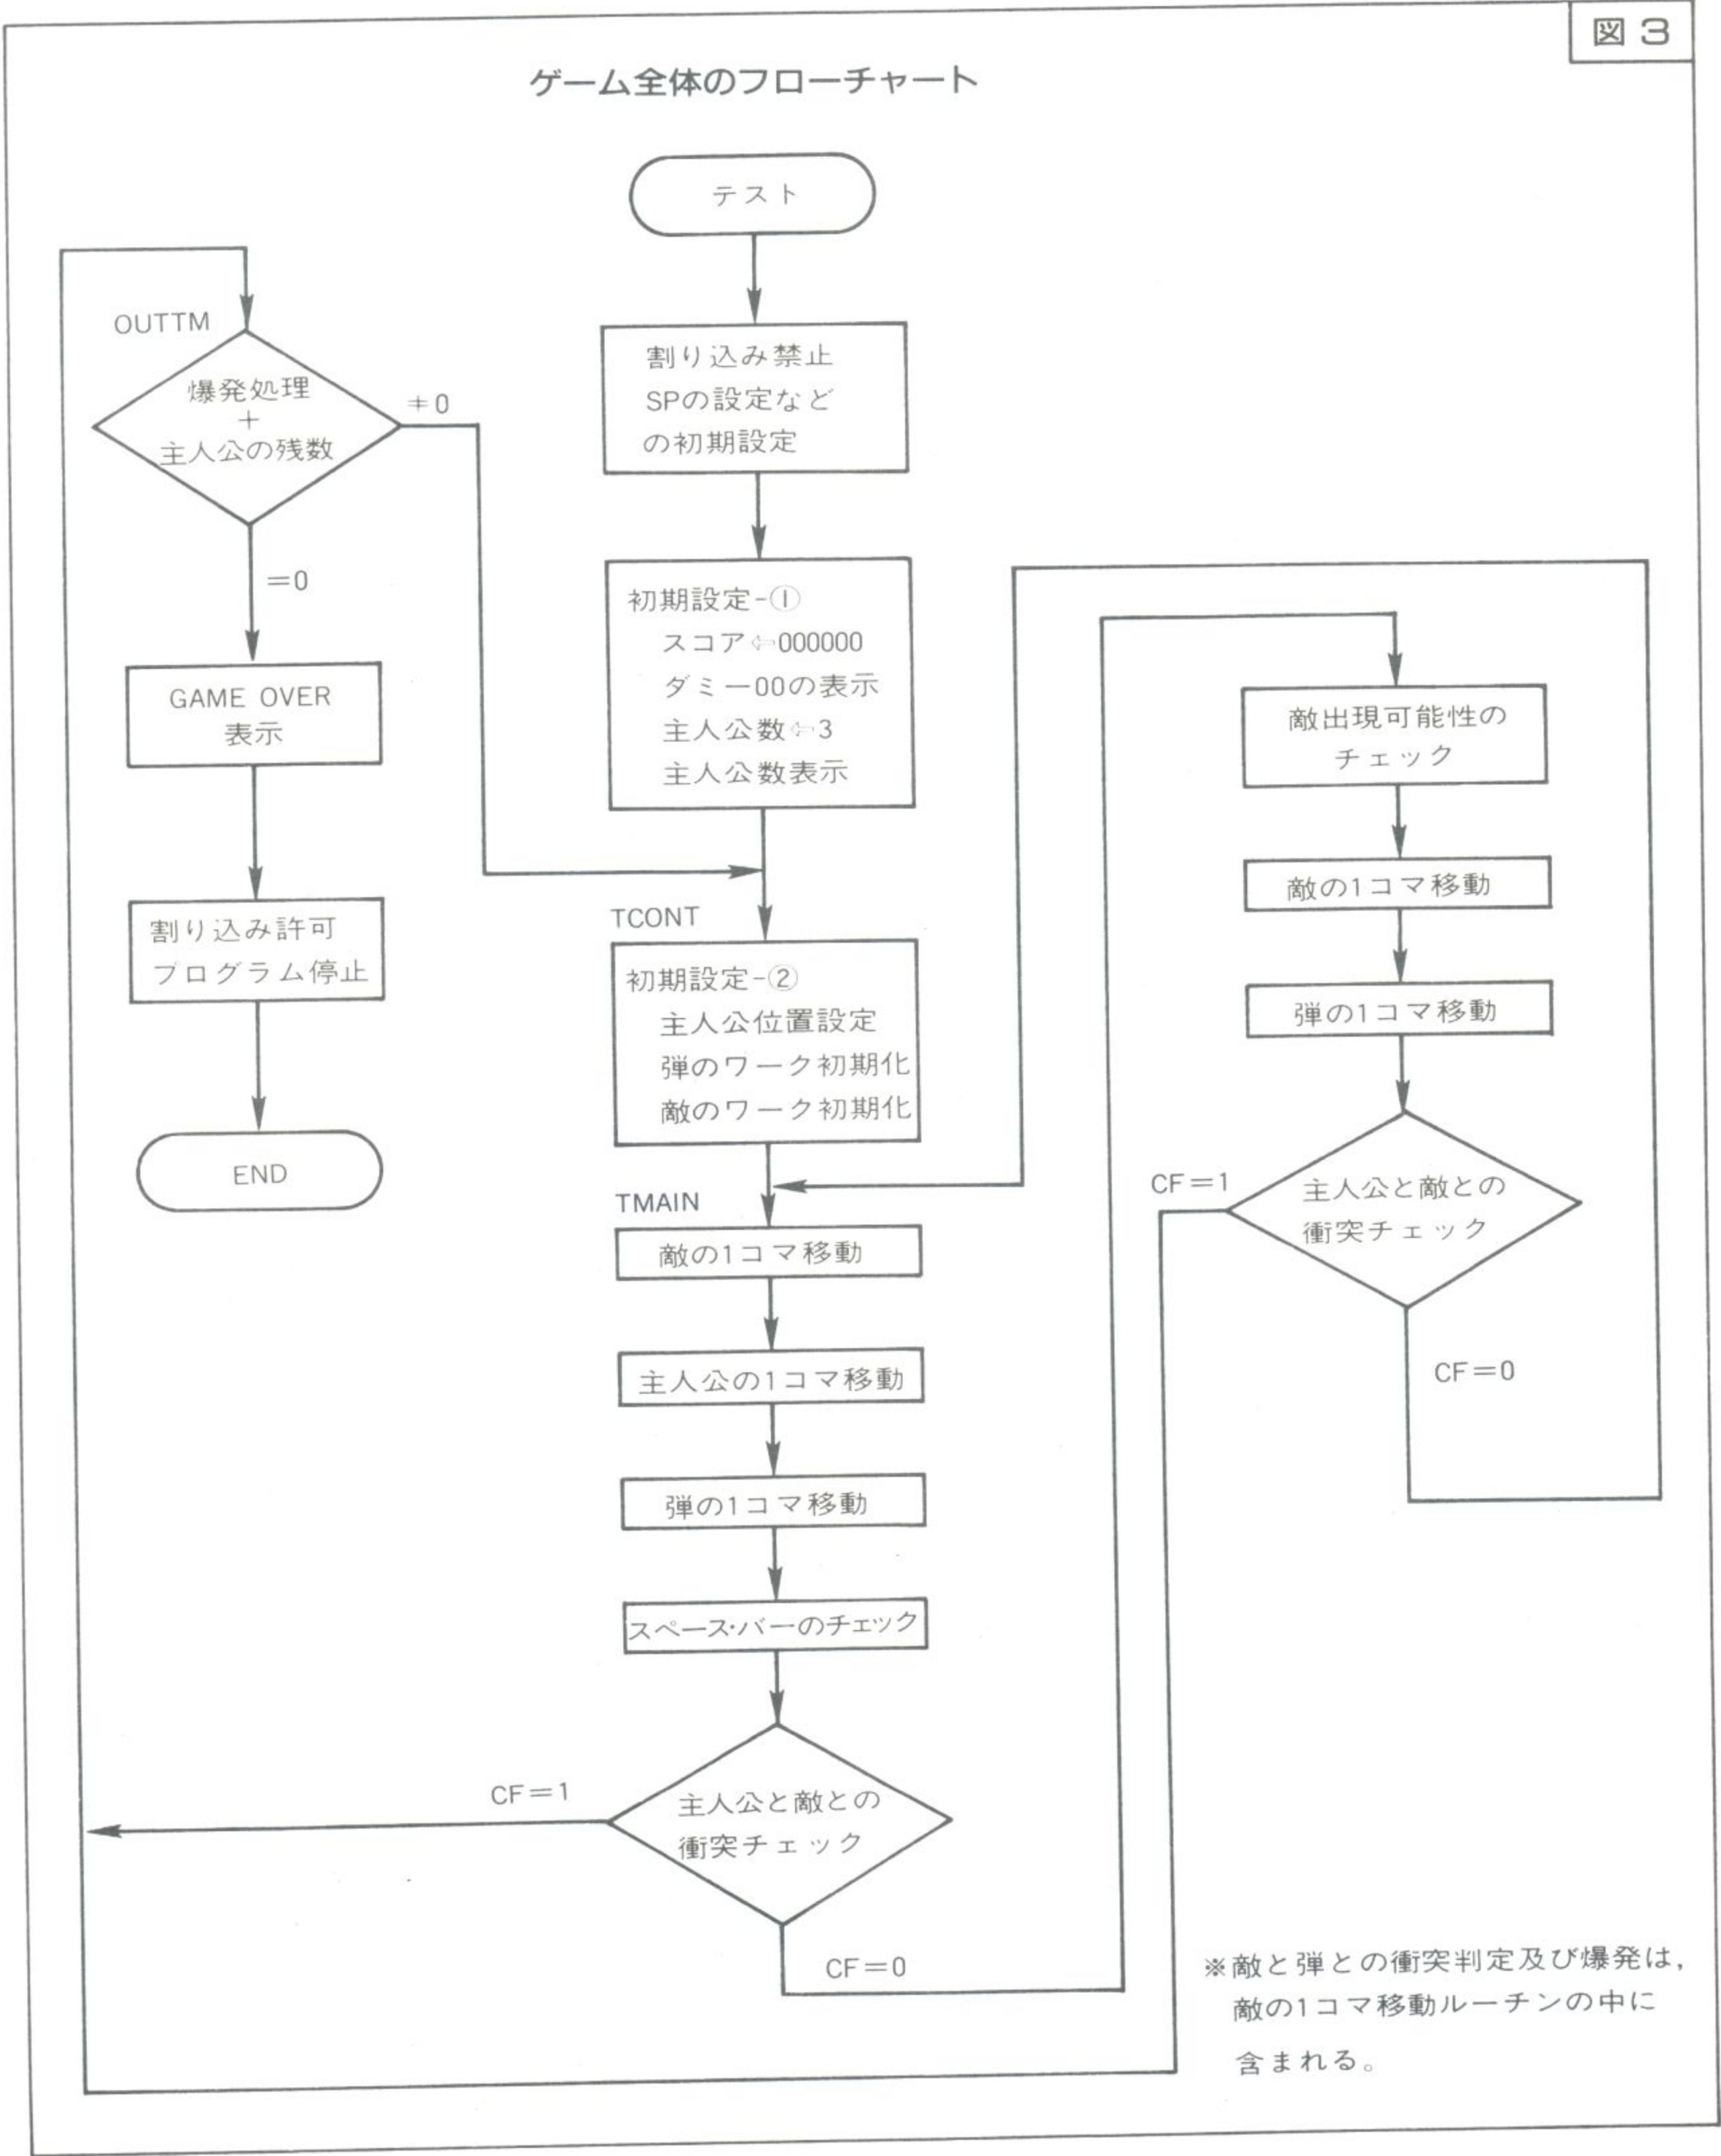 図3
ゲーム全体のフローチャート
テスト
割り込み禁止
SPの設定など
の初期設定
初期設定-①
スコア⇦000000
ダミー00の表示
主人公数⇦3
主人公数表示
TCONT
初期設定-②
主人公位置設定
弾のワーク初期化
敵のワーク初期化
TMAIN
敵の1コマ移動
主人公の1コマ移動
弾の1コマ移動
スペース・バーのチェック
主人公と敵との
衝突チェック
CF=1
CF=0
敵出現可能性の
チェック
敵の1コマ移動
弾の1コマ移動
主人公と敵との
衝突チェック
CF=1
CF=0
OUTTM
爆発処理
+
主人公の残数
≠0
=0
GAME OVER
表示
割り込み許可
プログラム停止
END
※敵と弾との衝突判定及び爆発は,
敵の1コマ移動ルーチンの中に
含まれる。